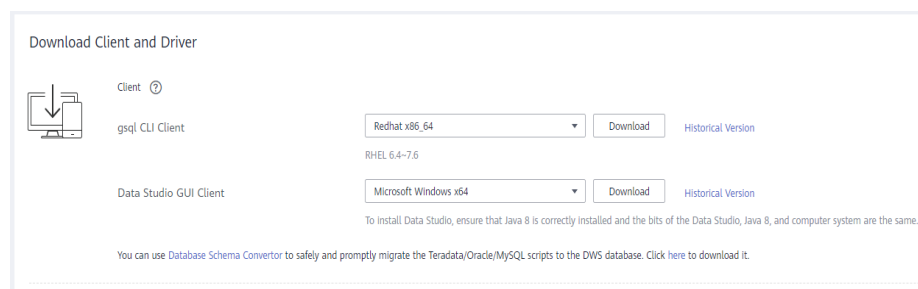 Download Client and Driver
Client ?
gsql CLI Client Redhat x86_64 Download Historical Version
RHEL 6.4~7.6
Data Studio GUI Client Microsoft Windows x64 Download Historical Version
To install Data Studio, ensure that Java 8 is correctly installed and the bits of the Data Studio, Java 8, and computer system are the same.
You can use Database Schema Convertor to safely and promptly migrate the Teradata/Oracle/MySQL scripts to the DWS database. Click here to download it.